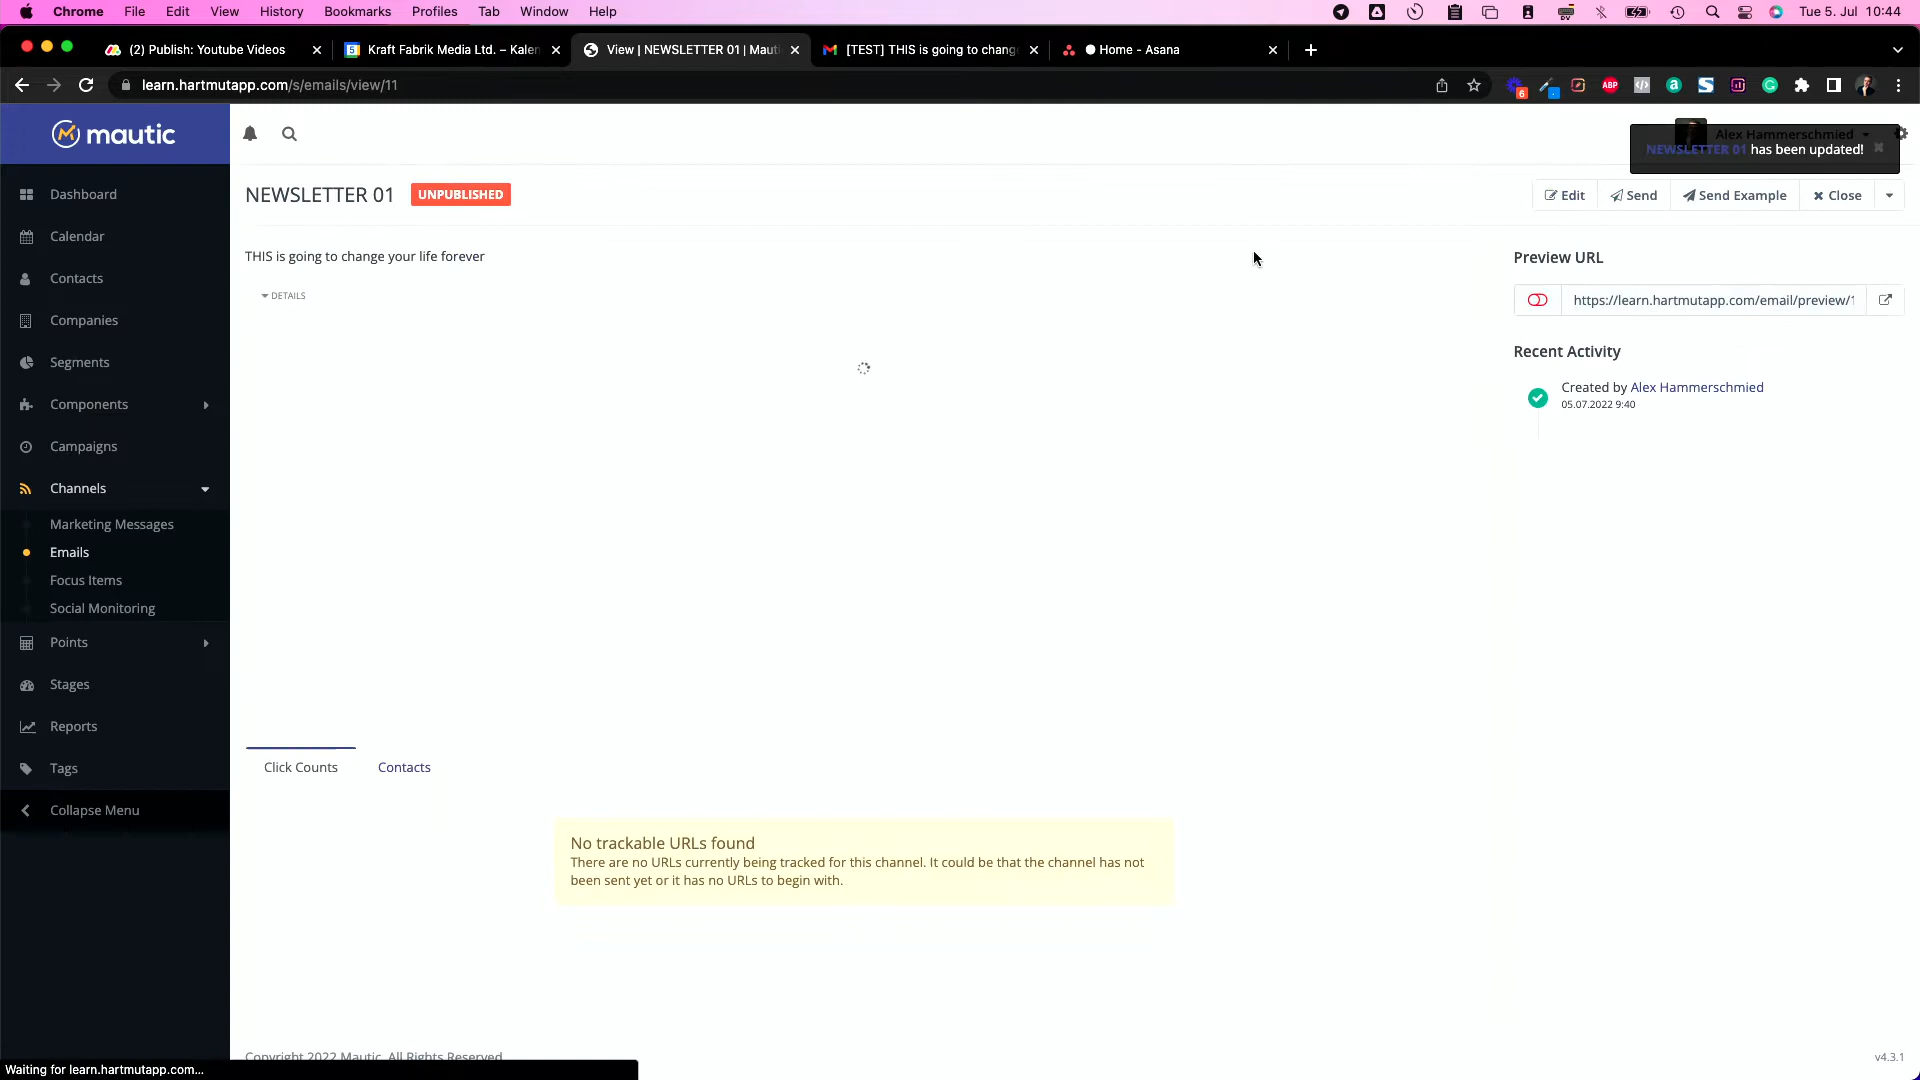 Chrome File Edit View History Bookmarks Profiles Tab Window Help Tue 5. Jul 10:44
(2) Publish: Youtube Videos Kraft Fabrik Media Ltd. – Kalen View | NEWSLETTER 01 | Mauti [TEST] THIS is going to chang Home - Asana
learn.hartmutapp.com/s/emails/view/11
6
ABP
mautic
Alex Hammerschmied
NEWSLETTER 01 has been updated!
NEWSLETTER 01 UNPUBLISHED
Edit Send Send Example Close
THIS is going to change your life forever
DETAILS
Preview URL
https://learn.hartmutapp.com/email/preview/1
Recent Activity
Created by Alex Hammerschmied
05.07.2022 9:40
Dashboard
Calendar
Contacts
Companies
Segments
Components
Campaigns
Channels
Marketing Messages
Emails
Focus Items
Social Monitoring
Points
Stages
Reports
Tags
Collapse Menu
Click Counts Contacts
No trackable URLs found
There are no URLs currently being tracked for this channel. It could be that the channel has not
been sent yet or it has no URLs to begin with.
Copyright 2022 Mautic. All Rights Reserved.
v4.3.1
Waiting for learn.hartmutapp.com...